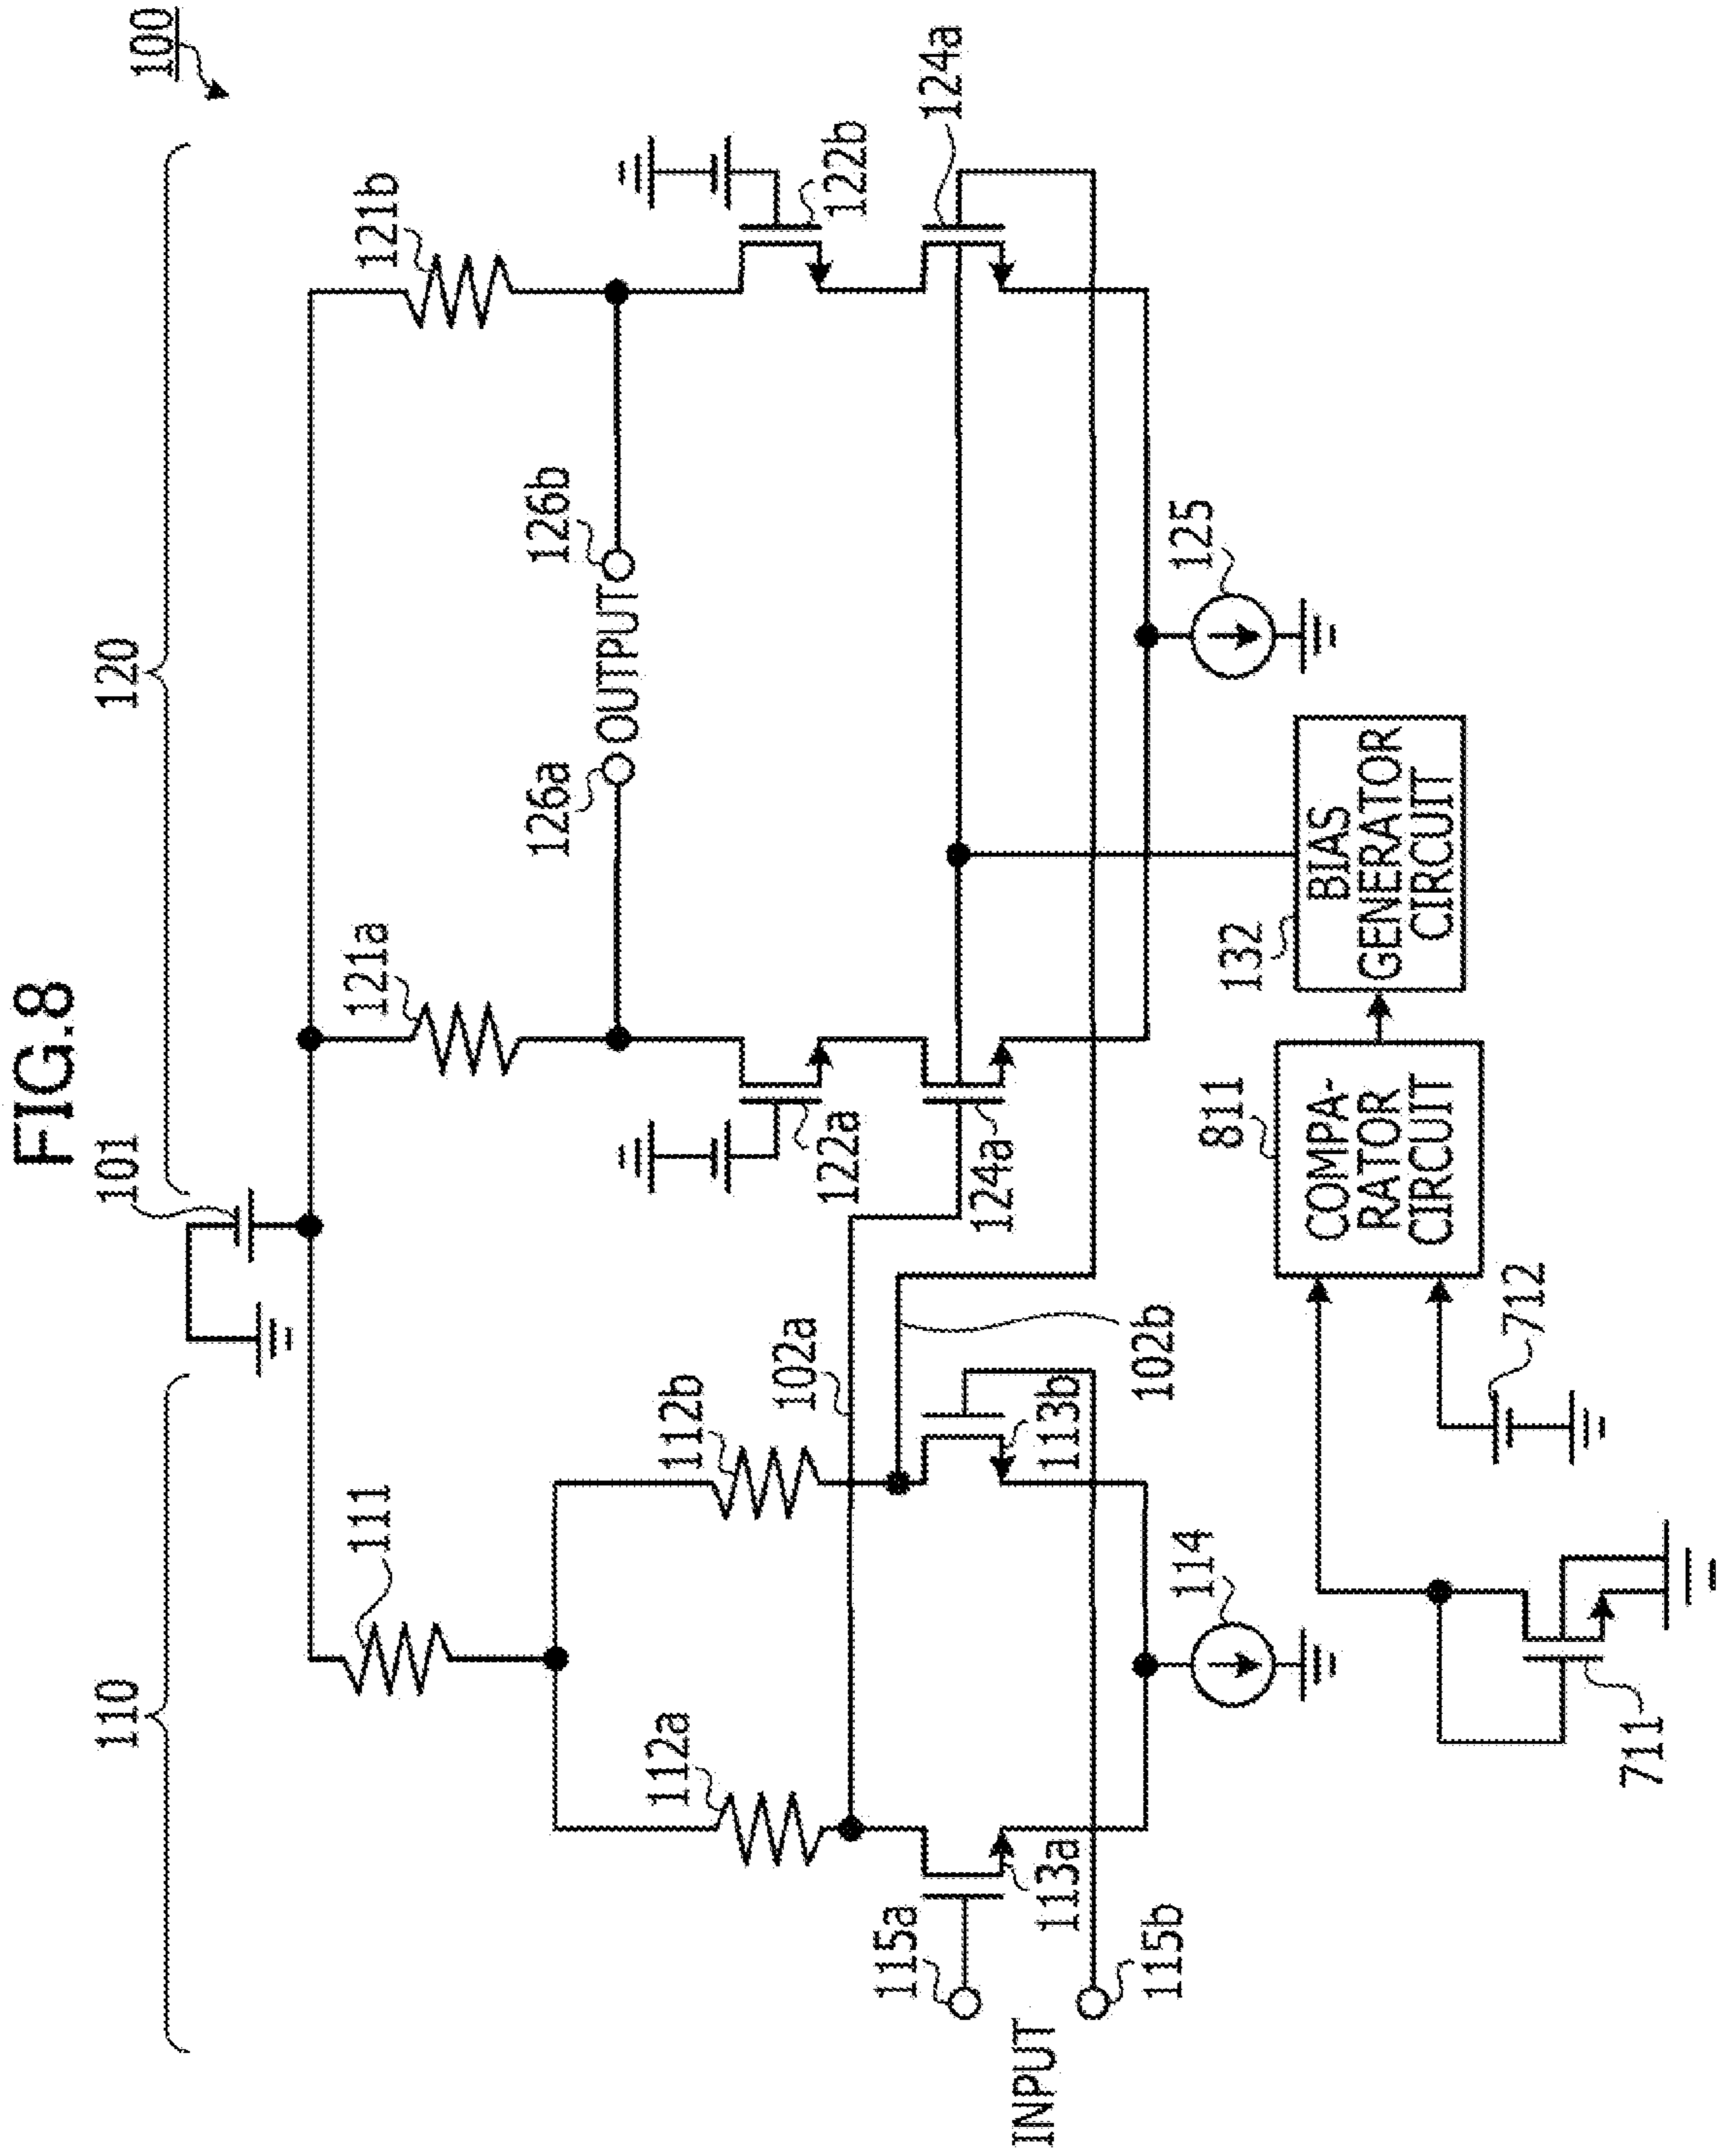 FIG.8
100
110
101
120
111
121a
121b
112a
112b
102a
126a
OUTPUT
126b
122a
122b
115a
113a
113b
102b
124a
124a
INPUT
115b
114
125
711
712
811
COMPA-
RATOR
CIRCUIT
132
BIAS
GENERATOR
CIRCUIT